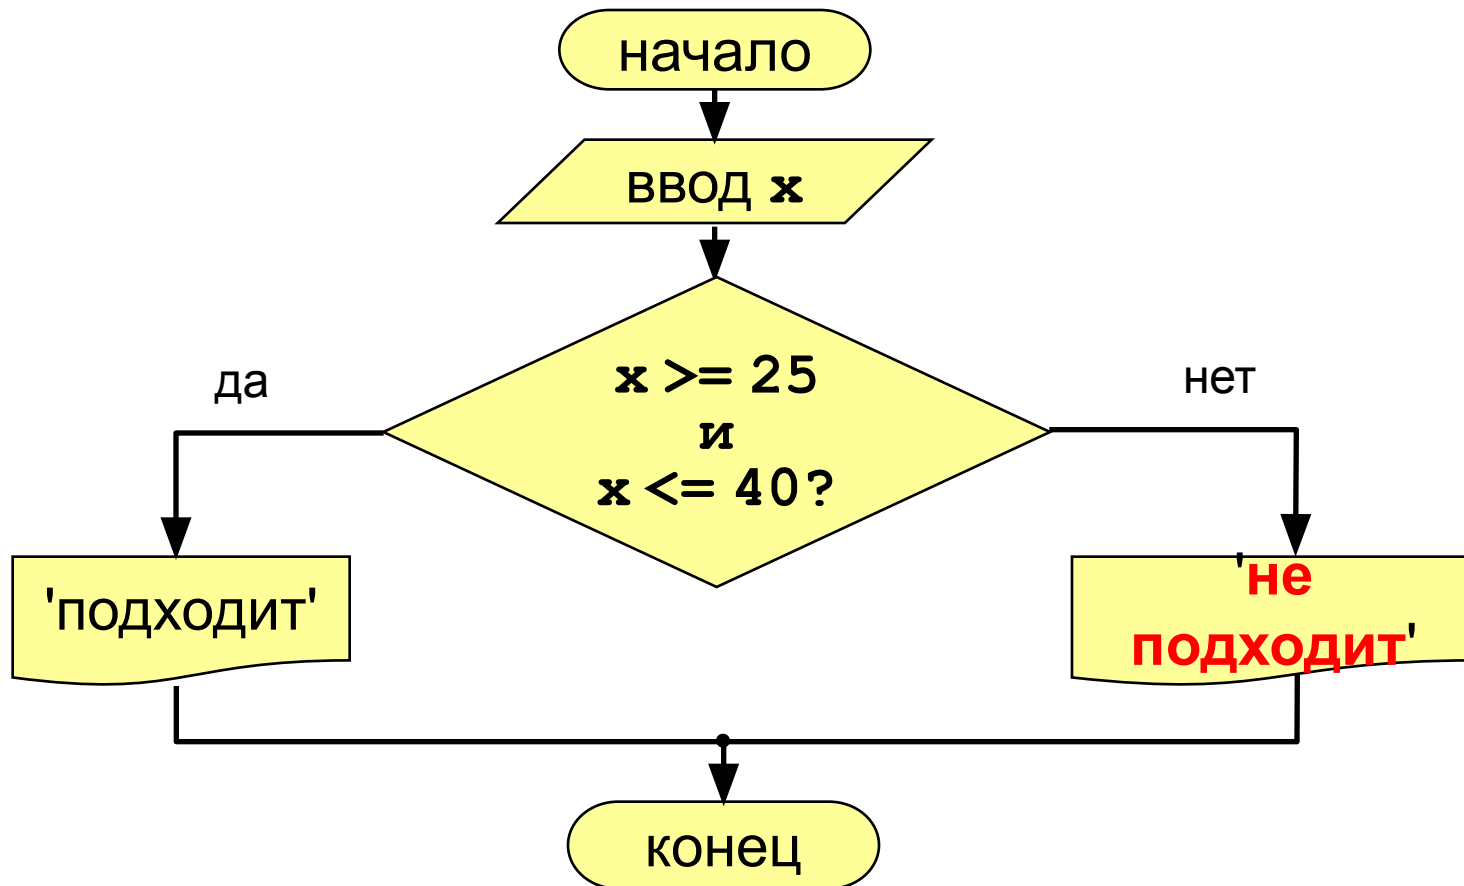 начало
ввод x
x >= 25
и
x <= 40?
да
нет
'подходит'
'не
подходит'
конец